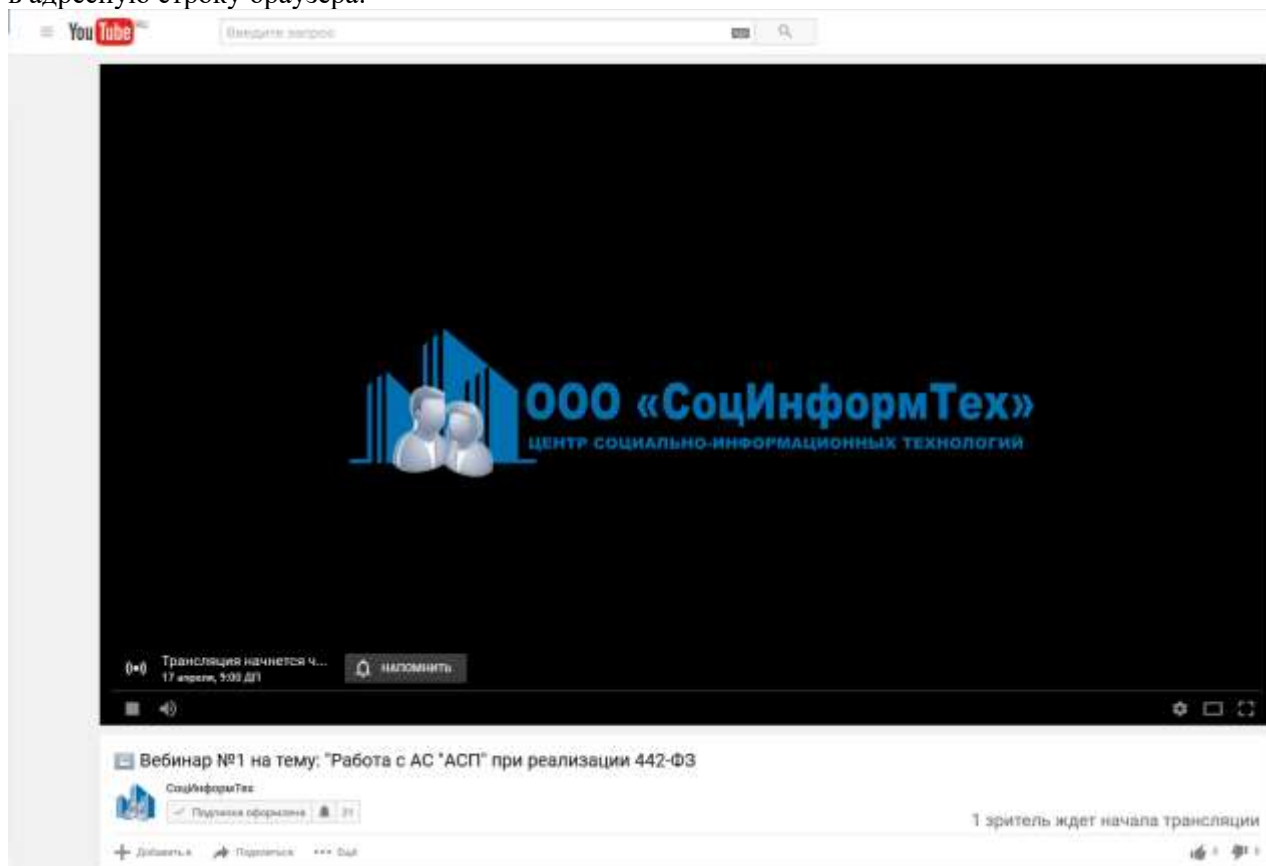 в адресную строку браузера.
You Tube
Введите запрос
ООО «СоцИнформТех»
ЦЕНТР СОЦИАЛЬНО-ИНФОРМАЦИОННЫХ ТЕХНОЛОГИЙ
Трансляция начнется ч...
НАПОМНИТЬ
17 апреля, 9:00 ДП
Вебинар №1 на тему: "Работа с АС "АСП" при реализации 442-ФЗ
СоцИнформТех
Подписка оформлена
1 зритель ждет начала трансляции
Поделиться ••• Ещё